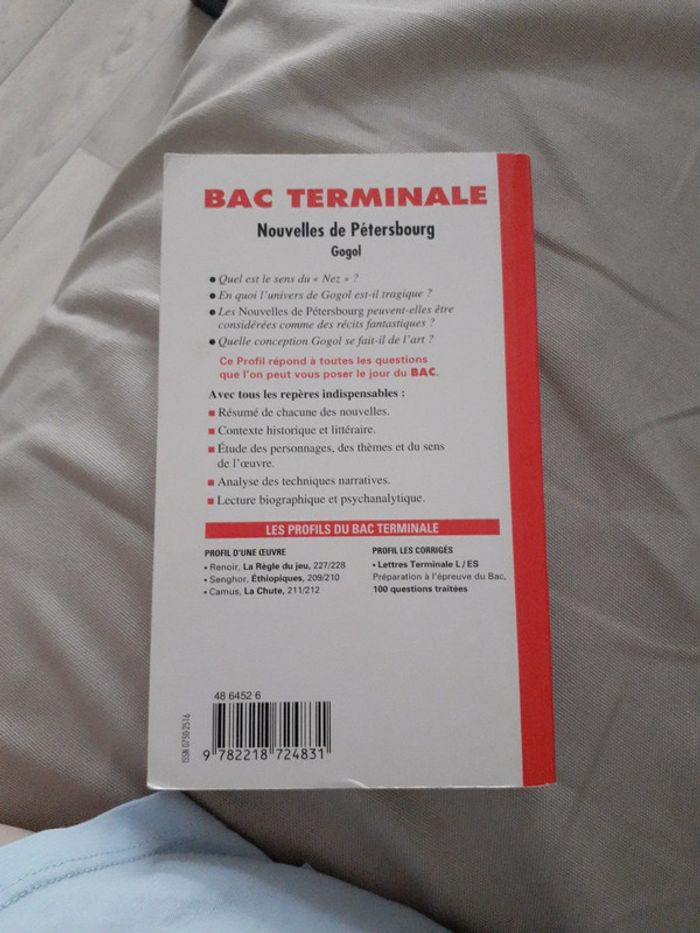 BAC TERMINALE
Nouvelles de Pétersbourg
Gogol
• Quel est le sens du « Nez » ?
• En quoi l'univers de Gogol est-il tragique ?
• Les Nouvelles de Pétersbourg peuvent-elles être
considérées comme des récits fantastiques ?
• Quelle conception Gogol se fait-il de l'art ?
Ce Profil répond à toutes les questions
que l'on peut vous poser le jour du BAC.
Avec tous les repères indispensables :
■ Résumé de chacune des nouvelles.
■ Contexte historique et littéraire.
■ Étude des personnages, des thèmes et du sens
de l'œuvre.
■ Analyse des techniques narratives.
■ Lecture biographique et psychanalytique.
LES PROFILS DU BAC TERMINALE
PROFIL D'UNE ŒUVRE
• Renoir, La Règle du jeu, 227/228
• Senghor, Éthiopiques, 209/210
• Camus, La Chute, 211/212
PROFIL LES CORRIGÉS
• Lettres Terminale L / ES
Préparation à l'épreuve du Bac,
100 questions traitées
48 6452 6
ISSN 0750-2516
9 782218 724831